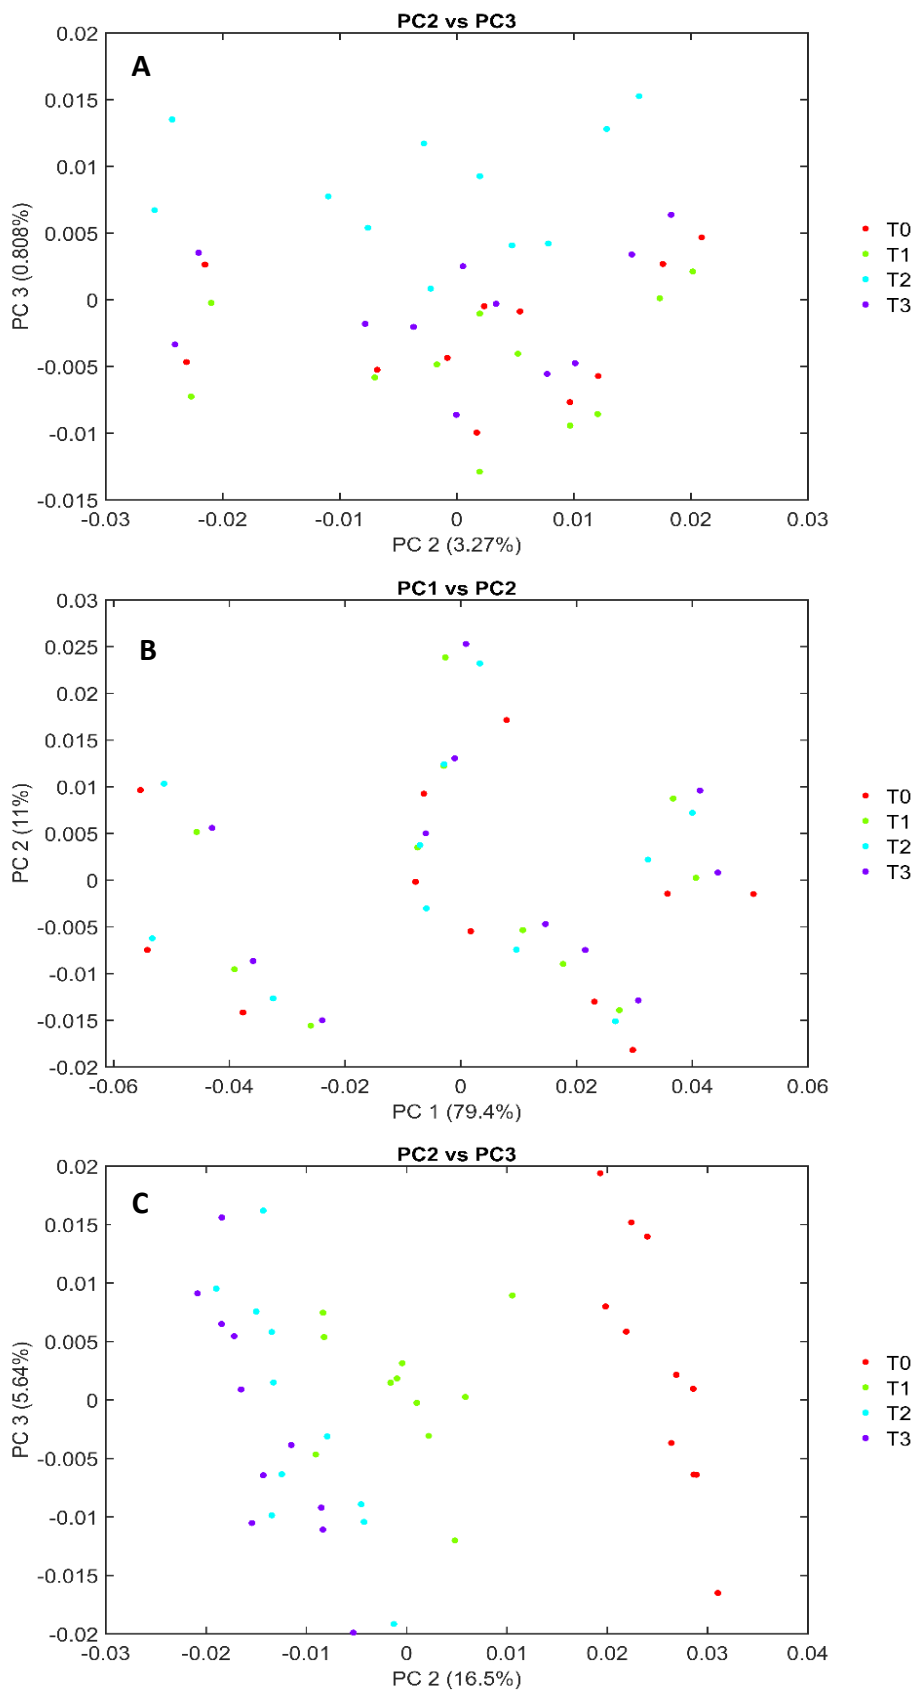 PC2 vs PC3
A
0.02
0.015
0.01
0.005
0
-0.005
-0.01
-0.015
PC 3 (0.808%)
-0.03 -0.02 -0.01 0 0.01 0.02 0.03
PC 2 (3.27%)
T0
T1
T2
T3
PC1 vs PC2
B
0.03
0.025
0.02
0.015
0.01
0.005
0
-0.005
-0.01
-0.015
-0.02
PC 2 (11%)
-0.06 -0.04 -0.02 0 0.02 0.04 0.06
PC 1 (79.4%)
T0
T1
T2
T3
PC2 vs PC3
C
0.02
0.015
0.01
0.005
0
-0.005
-0.01
-0.015
-0.02
PC 3 (5.64%)
-0.03 -0.02 -0.01 0 0.01 0.02 0.03 0.04
PC 2 (16.5%)
T0
T1
T2
T3